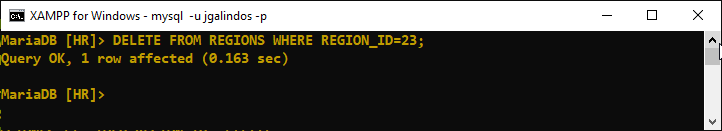 XAMPP for Windows - mysql -u jgalindos -p
MariaDB [HR]> DELETE FROM REGIONS WHERE REGION_ID=23;
Query OK, 1 row affected (0.163 sec)
MariaDB [HR]>